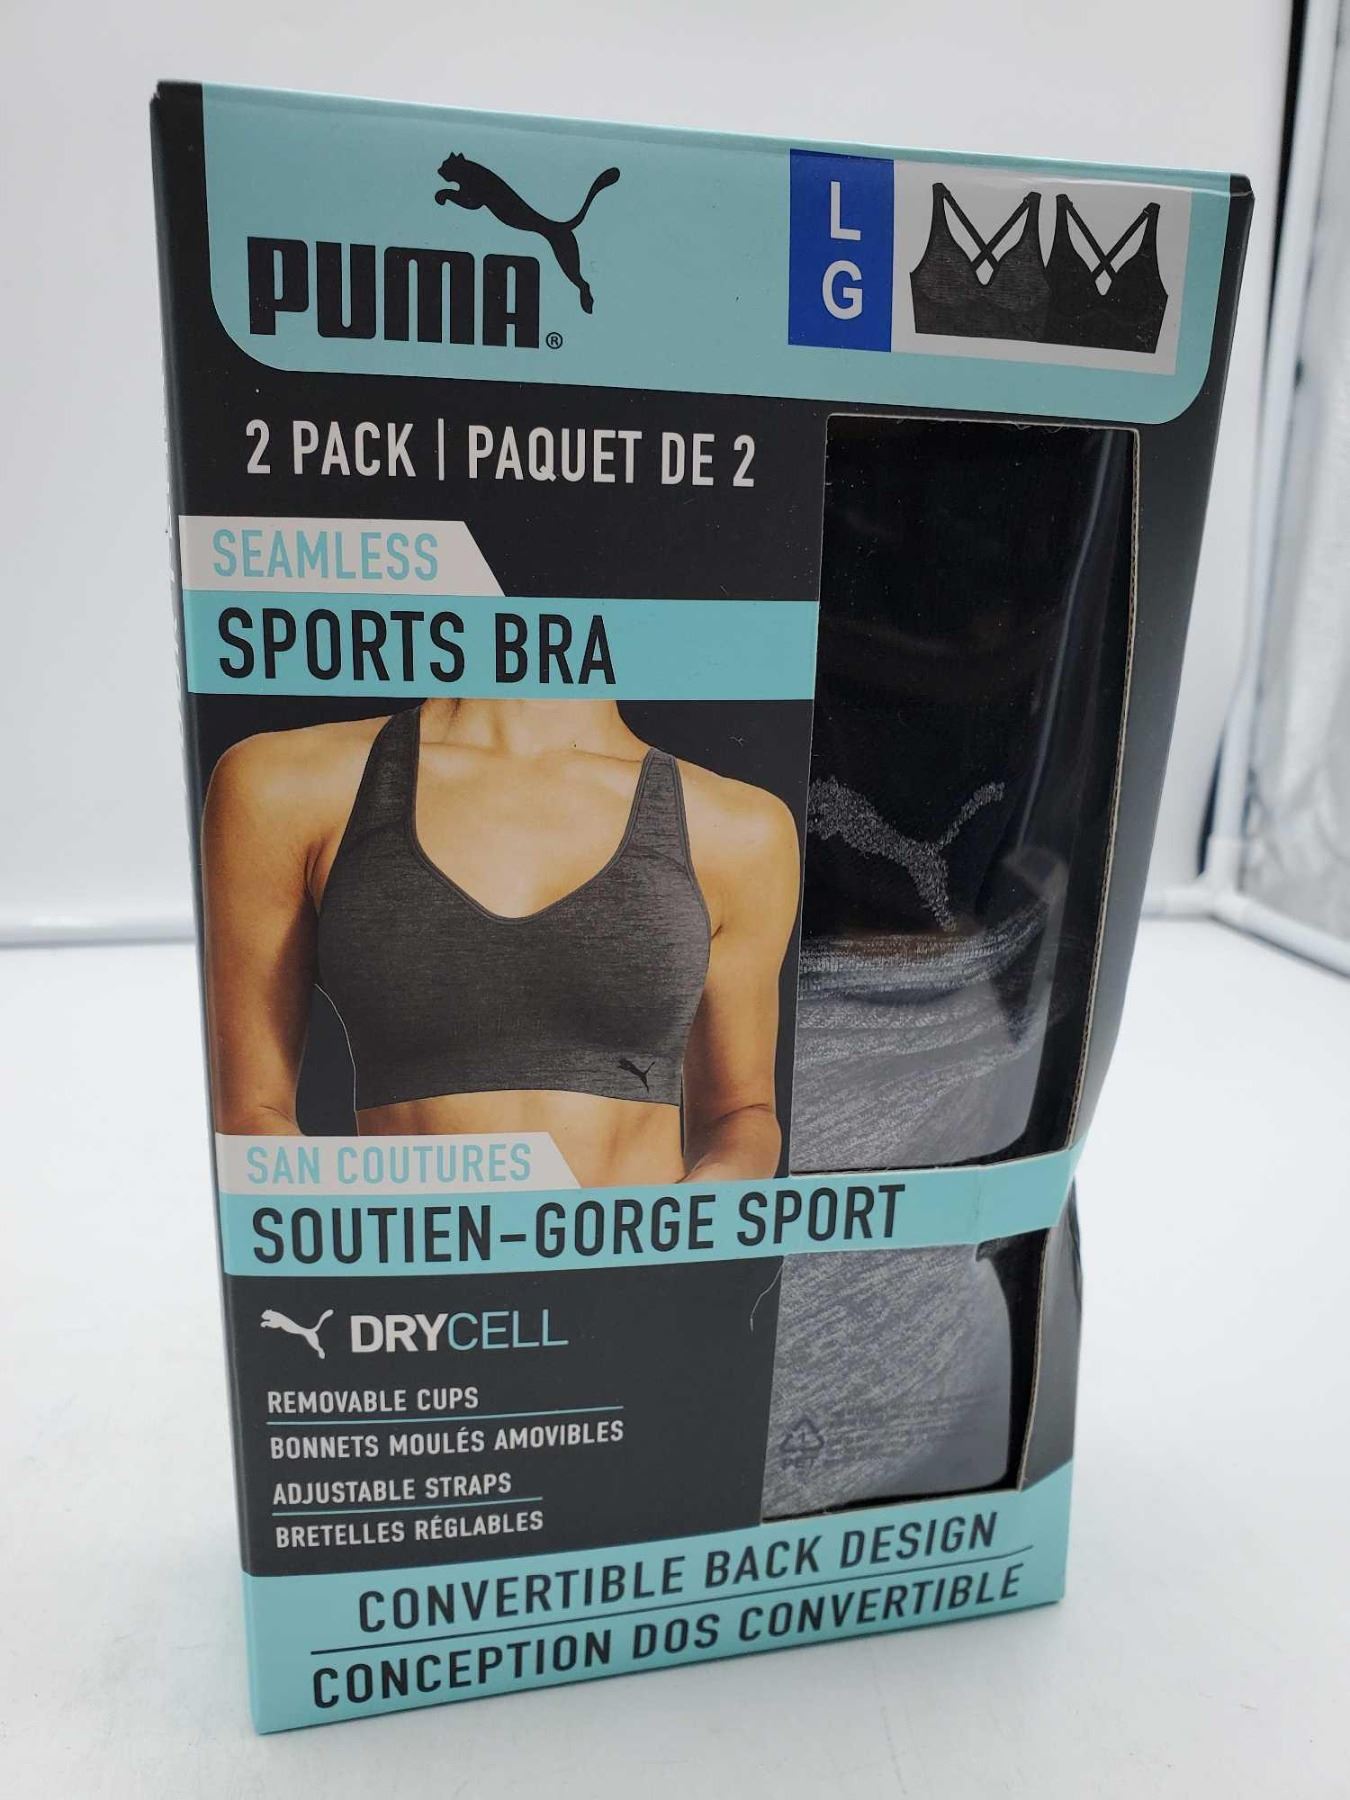 PUMA®
L
G
2 PACK | PAQUET DE 2
SEAMLESS
SPORTS BRA
SAN COUTURES
SOUTIEN-GORGE SPORT
DRYCELL
REMOVABLE CUPS
BONNETS MOULÉS AMOVIBLES
ADJUSTABLE STRAPS
BRETELLES RÉGLABLES
PET
CONVERTIBLE BACK DESIGN
CONCEPTION DOS CONVERTIBLE